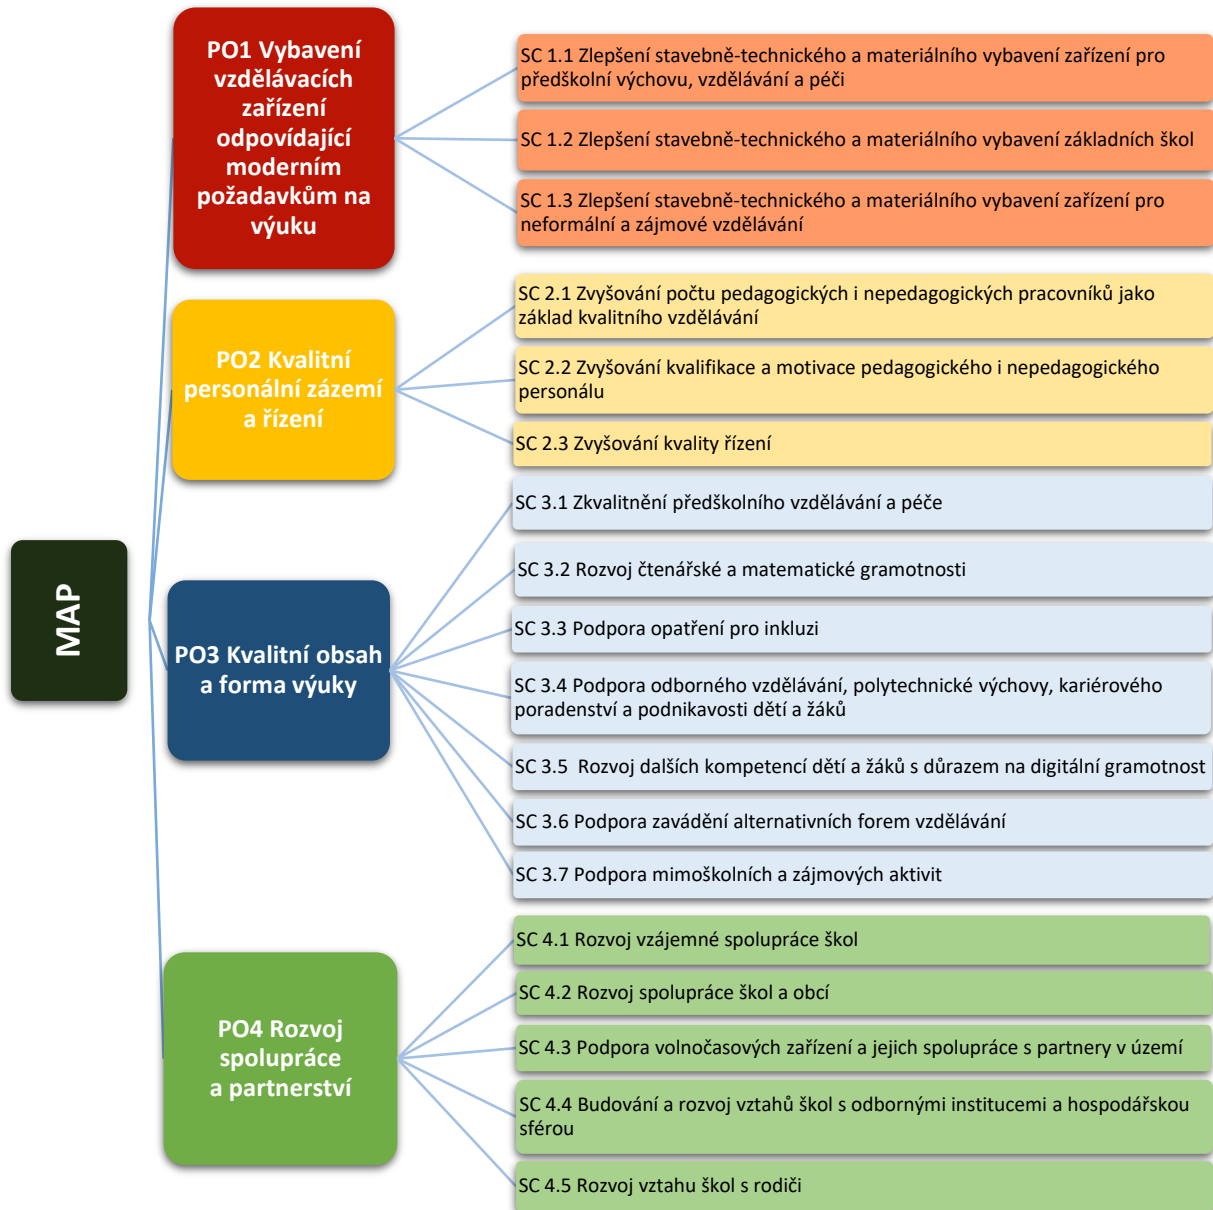 MAP
PO1 Vybavení
vzdělávacích
zařízení
odpovídající
moderním
požadavkům na
výuku
SC 1.1 Zlepšení stavebně-technického a materiálního vybavení zařízení pro
předškolní výchovu, vzdělávání a péči
SC 1.2 Zlepšení stavebně-technického a materiálního vybavení základních škol
SC 1.3 Zlepšení stavebně-technického a materiálního vybavení zařízení pro
neformální a zájmové vzdělávání
PO2 Kvalitní
personální zázemí
a řízení
SC 2.1 Zvyšování počtu pedagogických i nepedagogických pracovníků jako
základ kvalitního vzdělávání
SC 2.2 Zvyšování kvalifikace a motivace pedagogického i nepedagogického
personálu
SC 2.3 Zvyšování kvality řízení
PO3 Kvalitní obsah
a forma výuky
SC 3.1 Zkvalitnění předškolního vzdělávání a péče
SC 3.2 Rozvoj čtenářské a matematické gramotnosti
SC 3.3 Podpora opatření pro inkluzi
SC 3.4 Podpora odborného vzdělávání, polytechnické výchovy, kariérového
poradenství a podnikavosti dětí a žáků
SC 3.5  Rozvoj dalších kompetencí dětí a žáků s důrazem na digitální gramotnost
SC 3.6 Podpora zavádění alternativních forem vzdělávání
SC 3.7 Podpora mimoškolních a zájmových aktivit
PO4 Rozvoj
spolupráce
a partnerství
SC 4.1 Rozvoj vzájemné spolupráce škol
SC 4.2 Rozvoj spolupráce škol a obcí
SC 4.3 Podpora volnočasových zařízení a jejich spolupráce s partnery v území
SC 4.4 Budování a rozvoj vztahů škol s odbornými institucemi a hospodářskou
sférou
SC 4.5 Rozvoj vztahu škol s rodiči